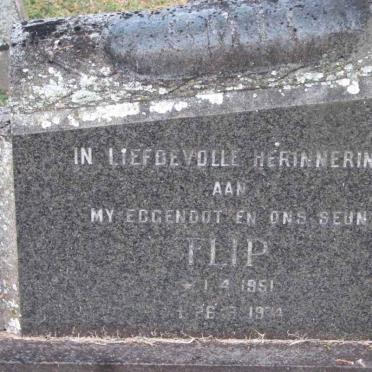 IN LIEFDEVOLLE HERINNERIN
AAN
MY EGGENOOT EN ONS SEUN
FLIP
* 1.4.1951